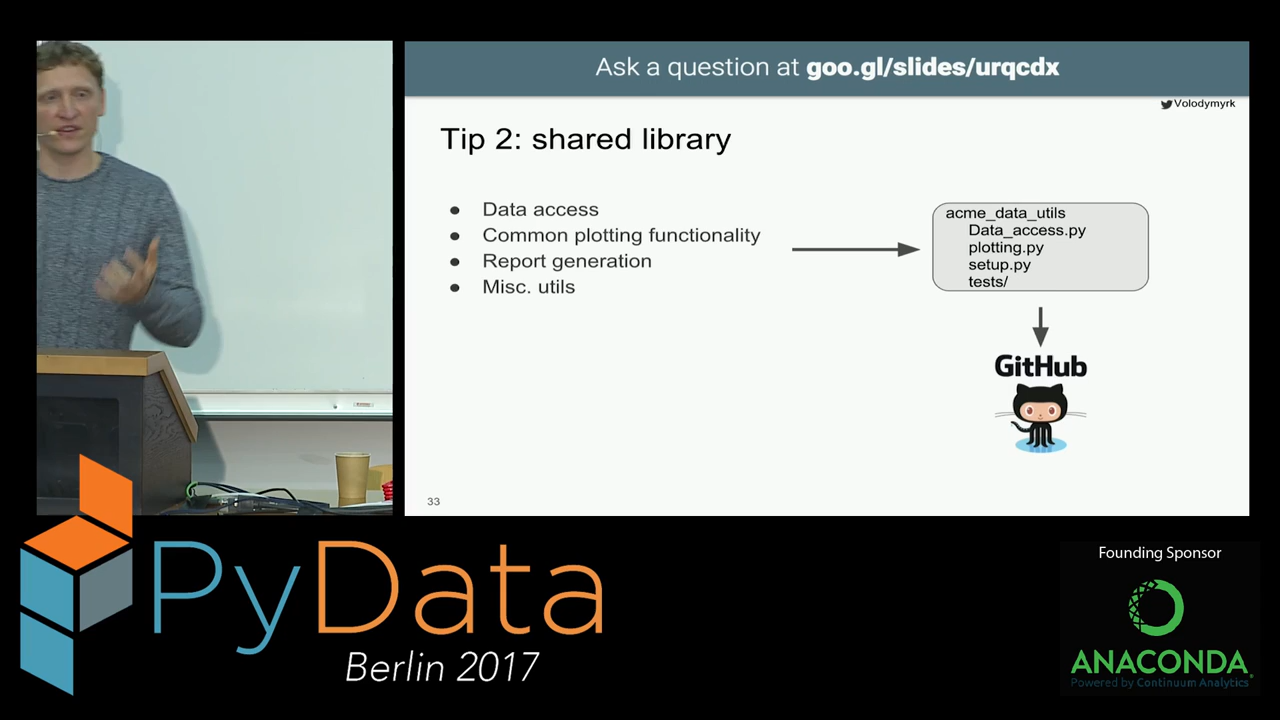 Ask a question at goo.gl/slides/urqcdx
Volodymyrk
Tip 2: shared library
● Data access
● Common plotting functionality
● Report generation
● Misc. utils
acme_data_utils
Data_access.py
plotting.py
setup.py
tests/
GitHub
33
PyData
Berlin 2017
Founding Sponsor
ANACONDA
Powered by Continuum Analytics